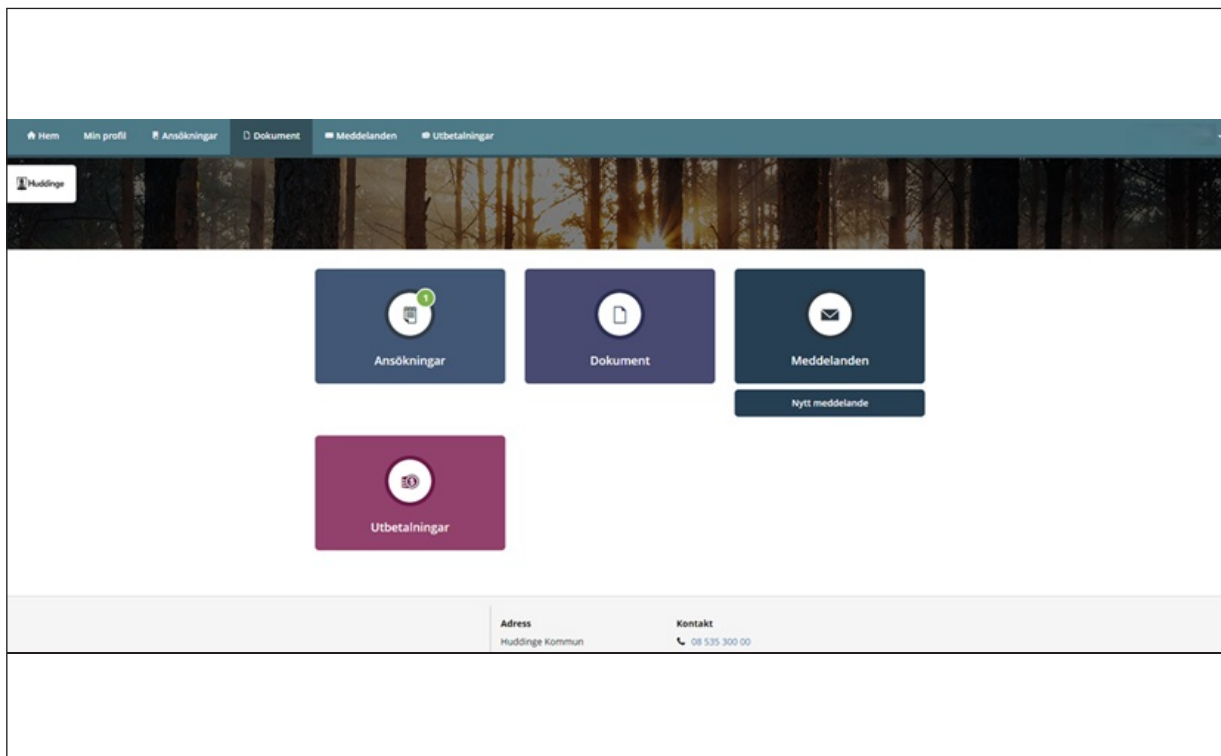 Hem Min profil Ansökningar Dokument Meddelanden Utbetalningar
Huddinge
1
Ansökningar Dokument Meddelanden
Nytt meddelande
Utbetalningar
Adress Kontakt
Huddinge Kommun 08 535 300 00